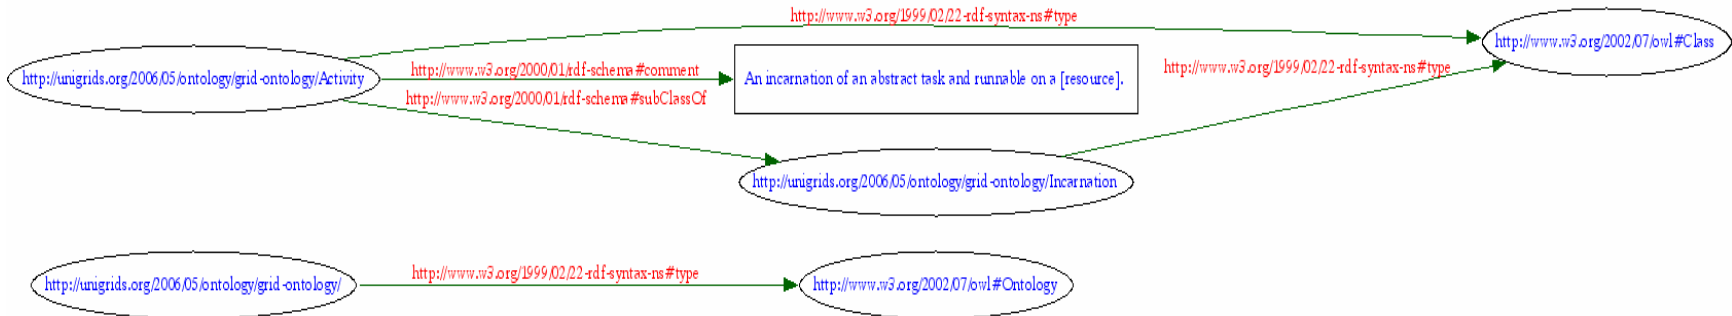 http://www.w3.org/1999/02/22-rdf-syntax-ns#type
http://www.w3.org/2002/07/owl#Class
http://unigrids.org/2006/05/ontology/grid-ontology/Activity
http://www.w3.org/2000/01/rdf-schema#comment
An incarnation of an abstract task and runnable on a [resource].
http://www.w3.org/1999/02/22-rdf-syntax-ns#type
http://www.w3.org/2000/01/rdf-schema#subClassOf
http://unigrids.org/2006/05/ontology/grid-ontology/Incarnation
http://unigrids.org/2006/05/ontology/grid-ontology/
http://www.w3.org/1999/02/22-rdf-syntax-ns#type
http://www.w3.org/2002/07/owl#Ontology